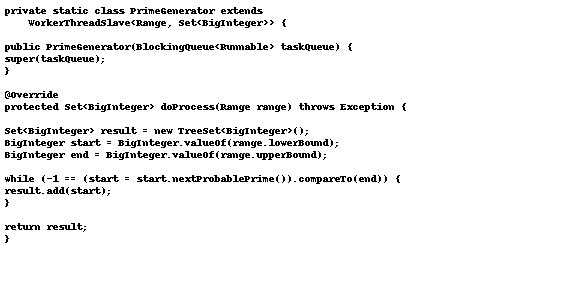 private static class PrimeGenerator extends
WorkerThreadSlave<Range, Set<BigInteger>> {
public PrimeGenerator(BlockingQueue<Runnable> taskQueue) {
super(taskQueue);
}
@Override
protected Set<BigInteger> doProcess(Range range) throws Exception {
Set<BigInteger> result = new TreeSet<BigInteger>();
BigInteger start = BigInteger.valueOf(range.lowerBound);
BigInteger end = BigInteger.valueOf(range.upperBound);
while (-1 == (start = start.nextProbablePrime()).compareTo(end)) {
result.add(start);
}
return result;
}